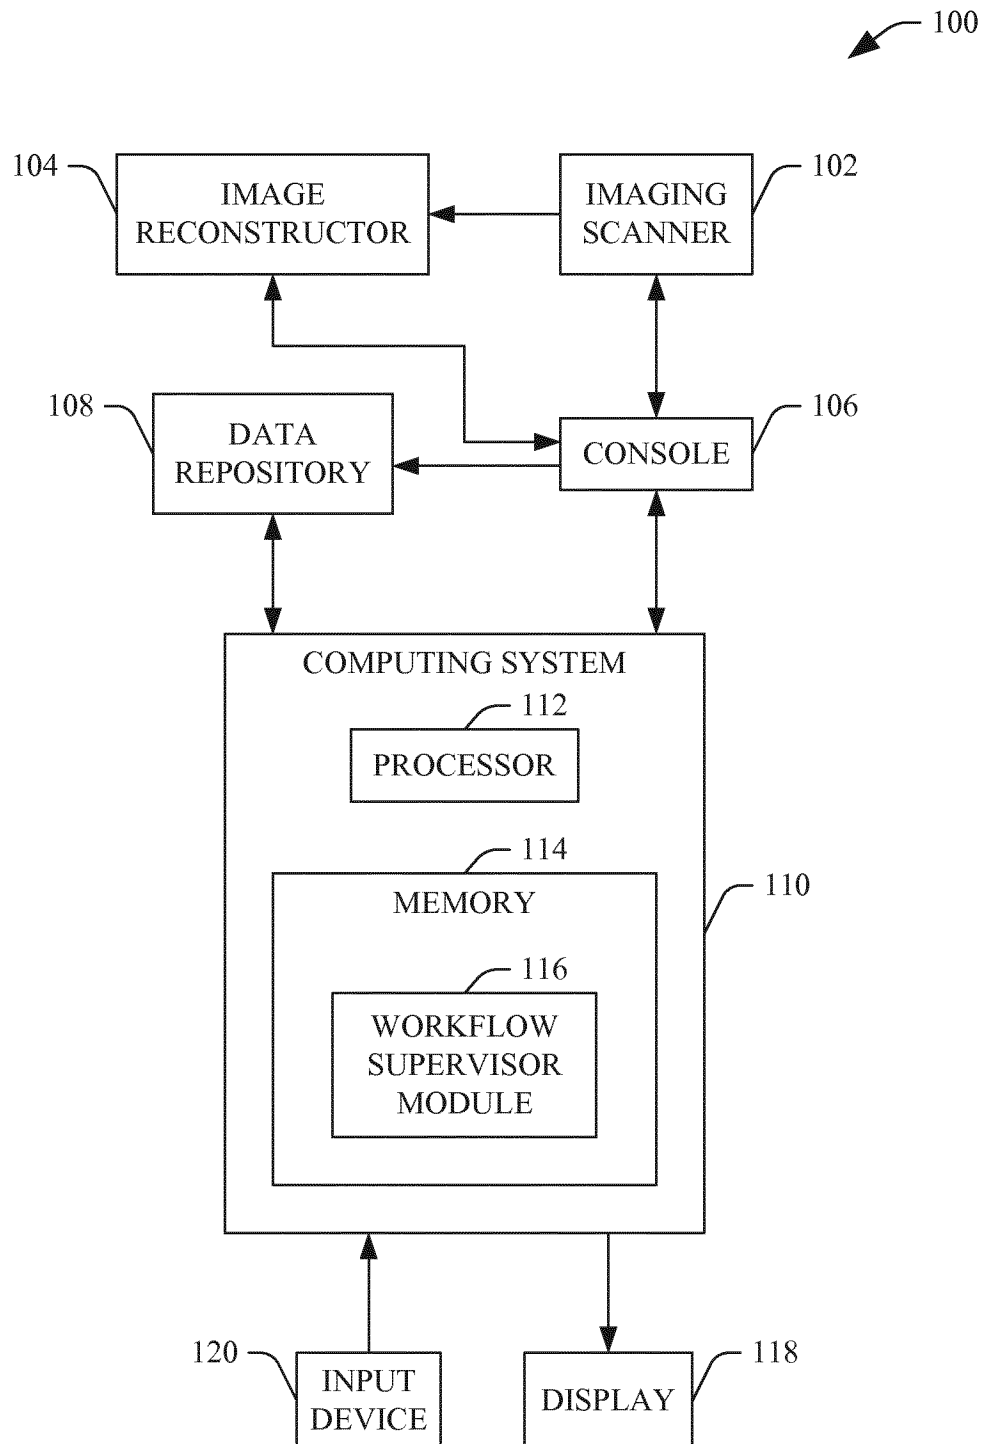 100
104
IMAGE
RECONSTRUCTOR
IMAGING
SCANNER
102
108
DATA
REPOSITORY
CONSOLE
106
COMPUTING SYSTEM
112
PROCESSOR
114
MEMORY
110
116
WORKFLOW
SUPERVISOR
MODULE
120
INPUT
DEVICE
DISPLAY
118